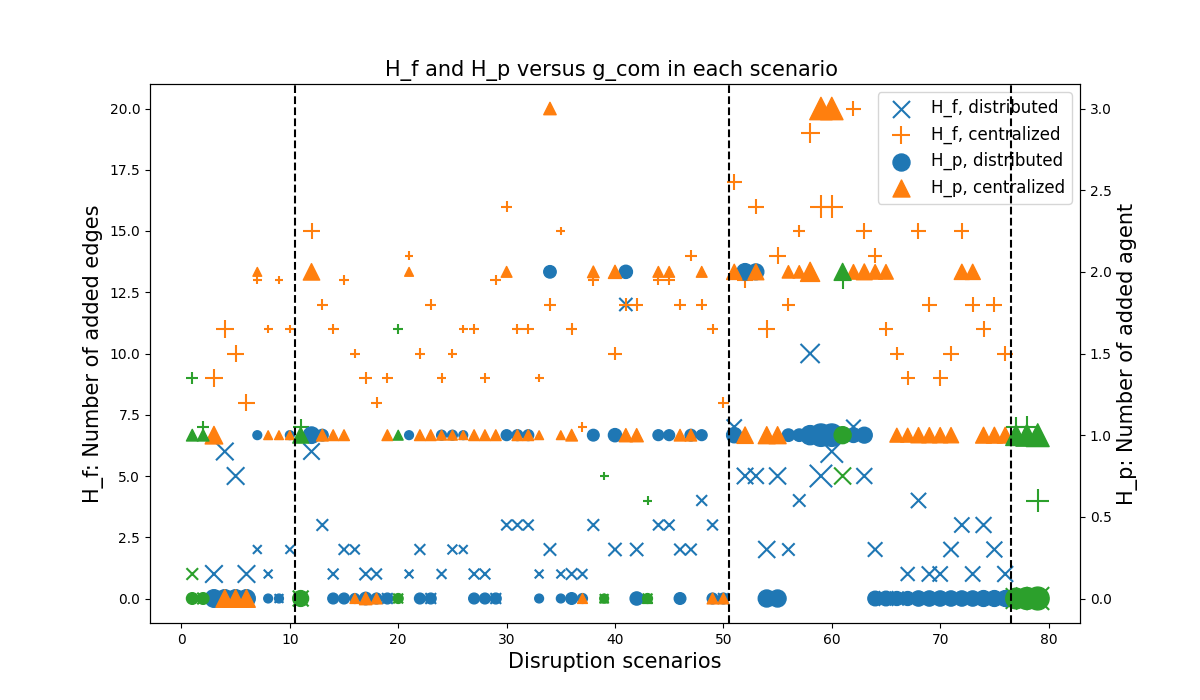 H_f and H_p versus g_com in each scenario
H_f, distributed
H_f, centralized
H_p, distributed
H_p, centralized
20.0
17.5
15.0
12.5
10.0
7.5
5.0
2.5
0.0
H_f: Number of added edges
3.0
2.5
2.0
1.5
1.0
0.5
0.0
H_p: Number of added agent
0 10 20 30 40 50 60 70 80
Disruption scenarios